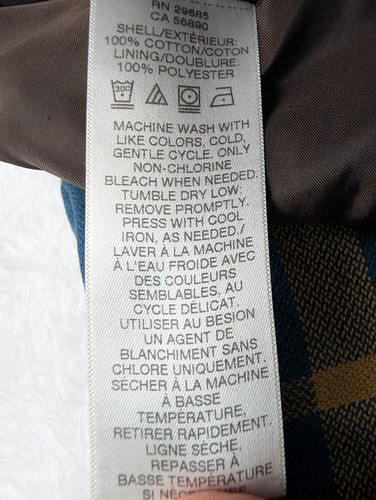 RN 29685
CA 56890
SHELL/EXTÉRIEUR:
100% COTTON/COTON
LINING/DOUBLURE:
100% POLYESTER
30C
MACHINE WASH WITH
LIKE COLORS, COLD,
GENTLE CYCLE. ONLY
NON-CHLORINE
BLEACH WHEN NEEDED.
TUMBLE DRY LOW:
REMOVE PROMPTLY.
PRESS WITH COOL
IRON, AS NEEDED./
LAVER À LA MACHINE
À L'EAU FROIDE AVEC
DES COULEURS
SEMBLABLES, AU
CYCLE DÉLICAT.
UTILISER AU BESION
UN AGENT DE
BLANCHIMENT SANS
CHLORE UNIQUEMENT.
SÉCHER À LA MACHINE
À BASSE
TEMPÉRATURE,
RETIRER RAPIDEMENT.
LIGNE SÈCHE.
REPASSER À
BASSE TEMPÉRATURE
SI